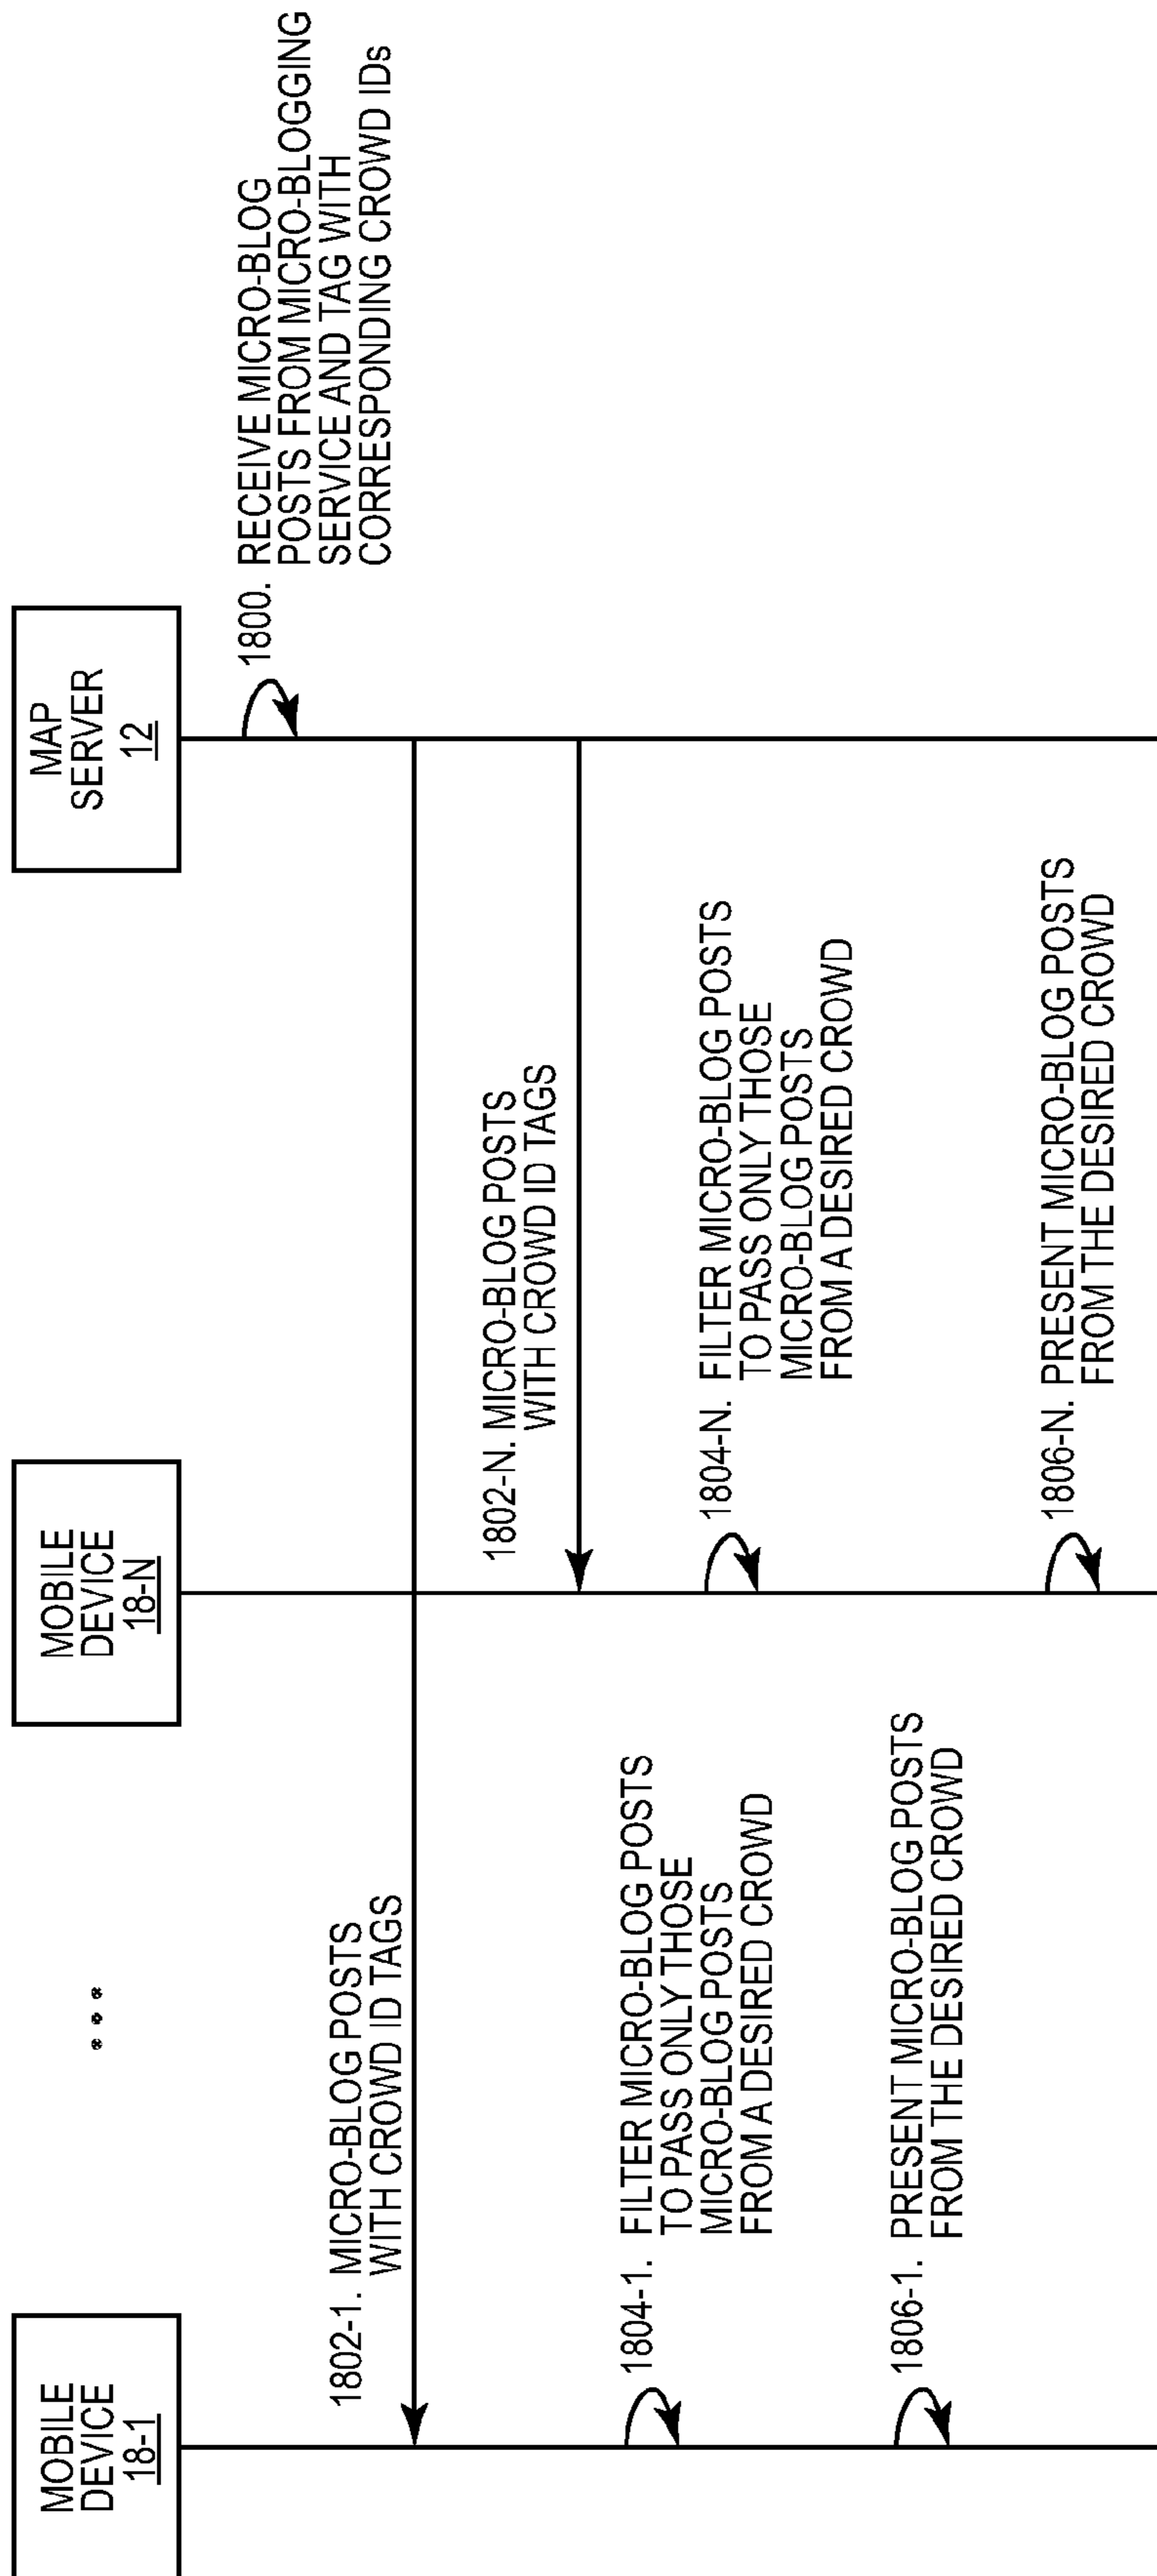 MOBILE
DEVICE
18-1
• • •
MOBILE
DEVICE
18-N
MAP
SERVER
12
1800. RECEIVE MICRO-BLOG
POSTS FROM MICRO-BLOGGING
SERVICE AND TAG WITH
CORRESPONDING CROWD IDs
1802-1. MICRO-BLOG POSTS
WITH CROWD ID TAGS
1802-N. MICRO-BLOG POSTS
WITH CROWD ID TAGS
1804-1. FILTER MICRO-BLOG POSTS
TO PASS ONLY THOSE
MICRO-BLOG POSTS
FROM A DESIRED CROWD
1804-N. FILTER MICRO-BLOG POSTS
TO PASS ONLY THOSE
MICRO-BLOG POSTS
FROM A DESIRED CROWD
1806-1. PRESENT MICRO-BLOG POSTS
FROM THE DESIRED CROWD
1806-N. PRESENT MICRO-BLOG POSTS
FROM THE DESIRED CROWD